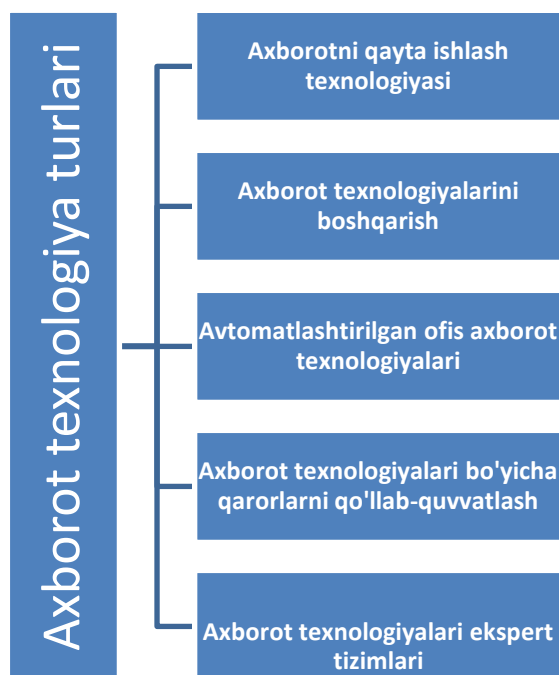 Axborot texnologiya turlari
Axborotni qayta ishlash
texnologiyasi
Axborot texnologiyalarini
boshqarish
Avtomatlashtirilgan ofis axborot
texnologiyalari
Axborot texnologiyalari bo'yicha
qarorlarni qo'llab-quvvatlash
Axborot texnologiyalari ekspert
tizimlari